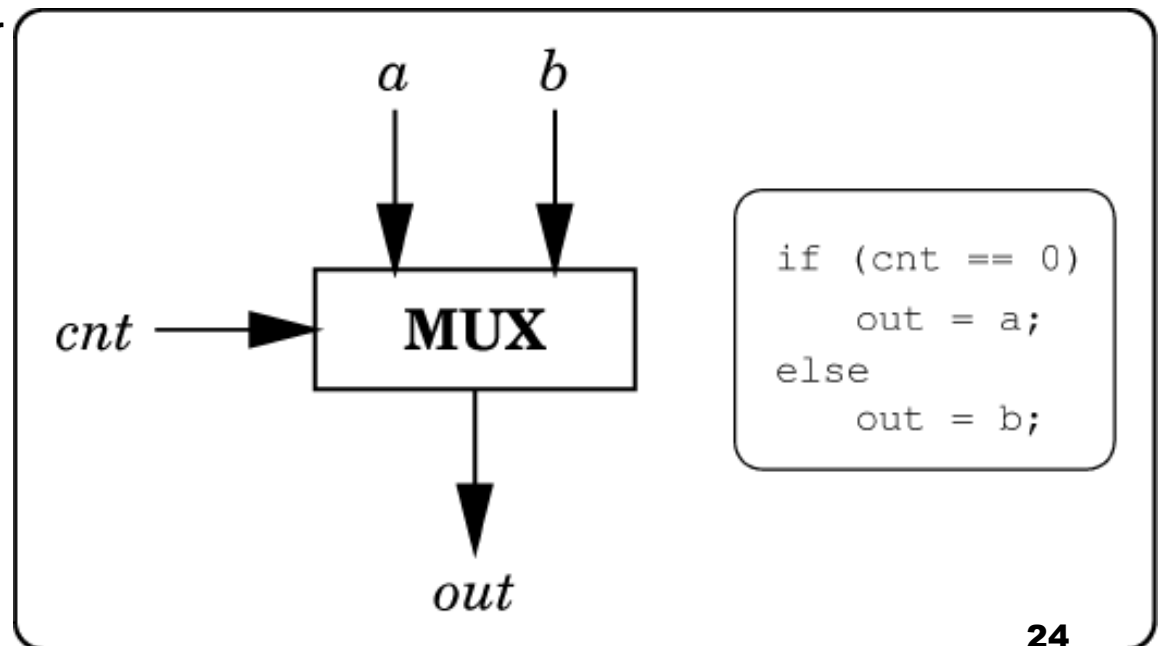 a b
cnt MUX
out
if (cnt == 0)
out = a;
else
out = b;
24